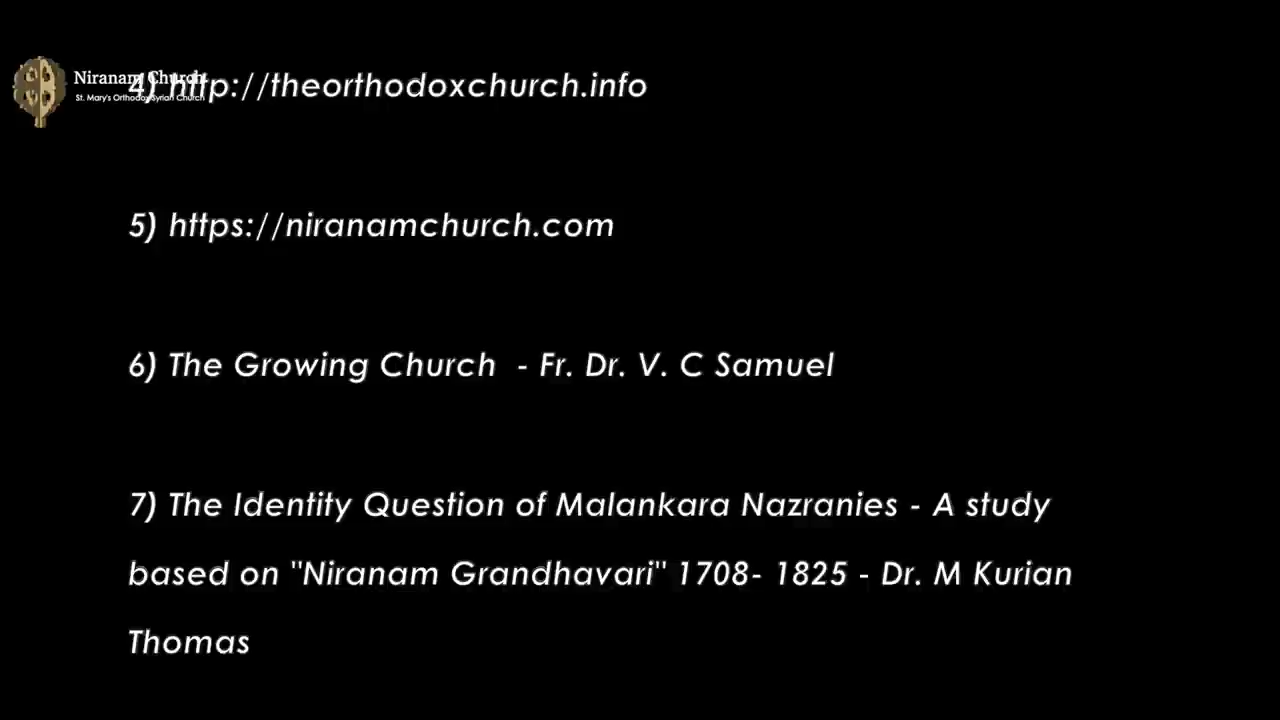 Niranam Church
St. Mary's Orthodox Syrian Church
4) http://theorthodoxchurch.info
5) https://niranamchurch.com
6) The Growing Church - Fr. Dr. V. C Samuel
7) The Identity Question of Malankara Nazranies - A study
based on "Niranam Grandhavari" 1708- 1825 - Dr. M Kurian
Thomas